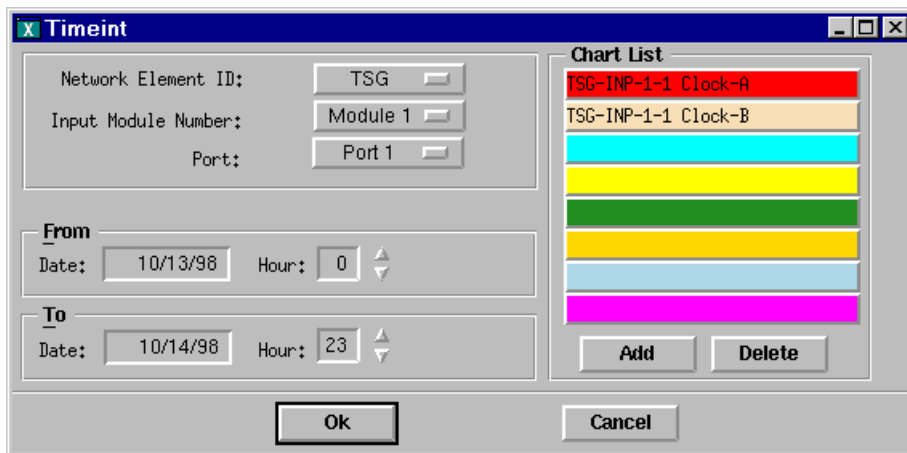 X Timeint
Network Element ID: TSG
Input Module Number: Module 1
Port: Port 1
From
Date: 10/13/98 Hour: 0
To
Date: 10/14/98 Hour: 23
Chart List
TSG-INP-1-1 Clock-A
TSG-INP-1-1 Clock-B
Add Delete
Ok Cancel